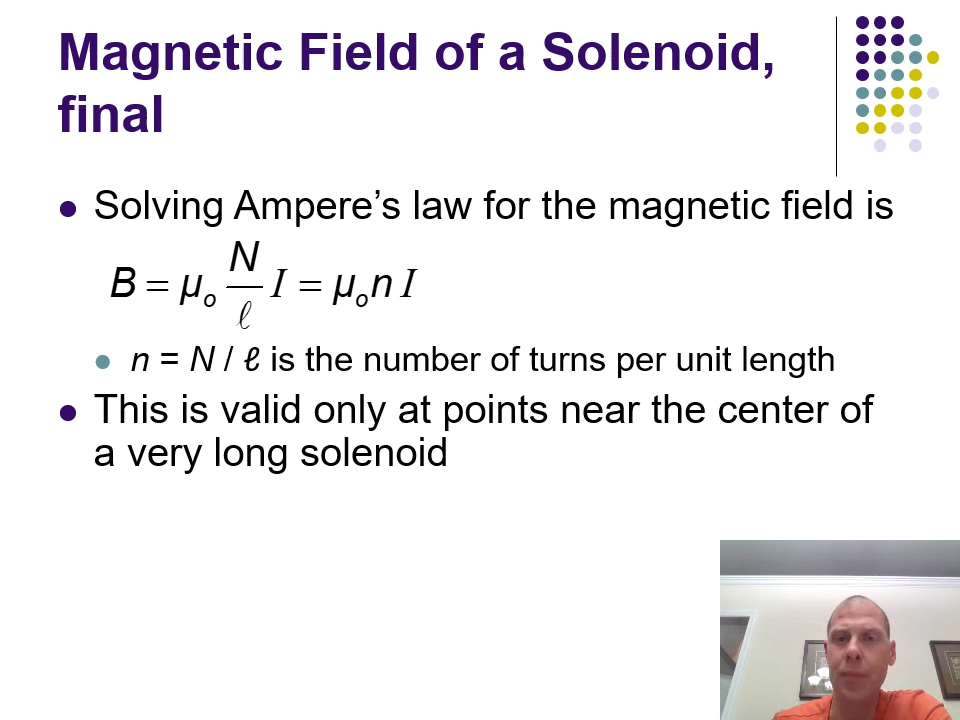 Magnetic Field of a Solenoid,
final
Solving Ampere’s law for the magnetic field is
B = μo N/ℓ I = μo n I
n = N / ℓ is the number of turns per unit length
This is valid only at points near the center of
a very long solenoid